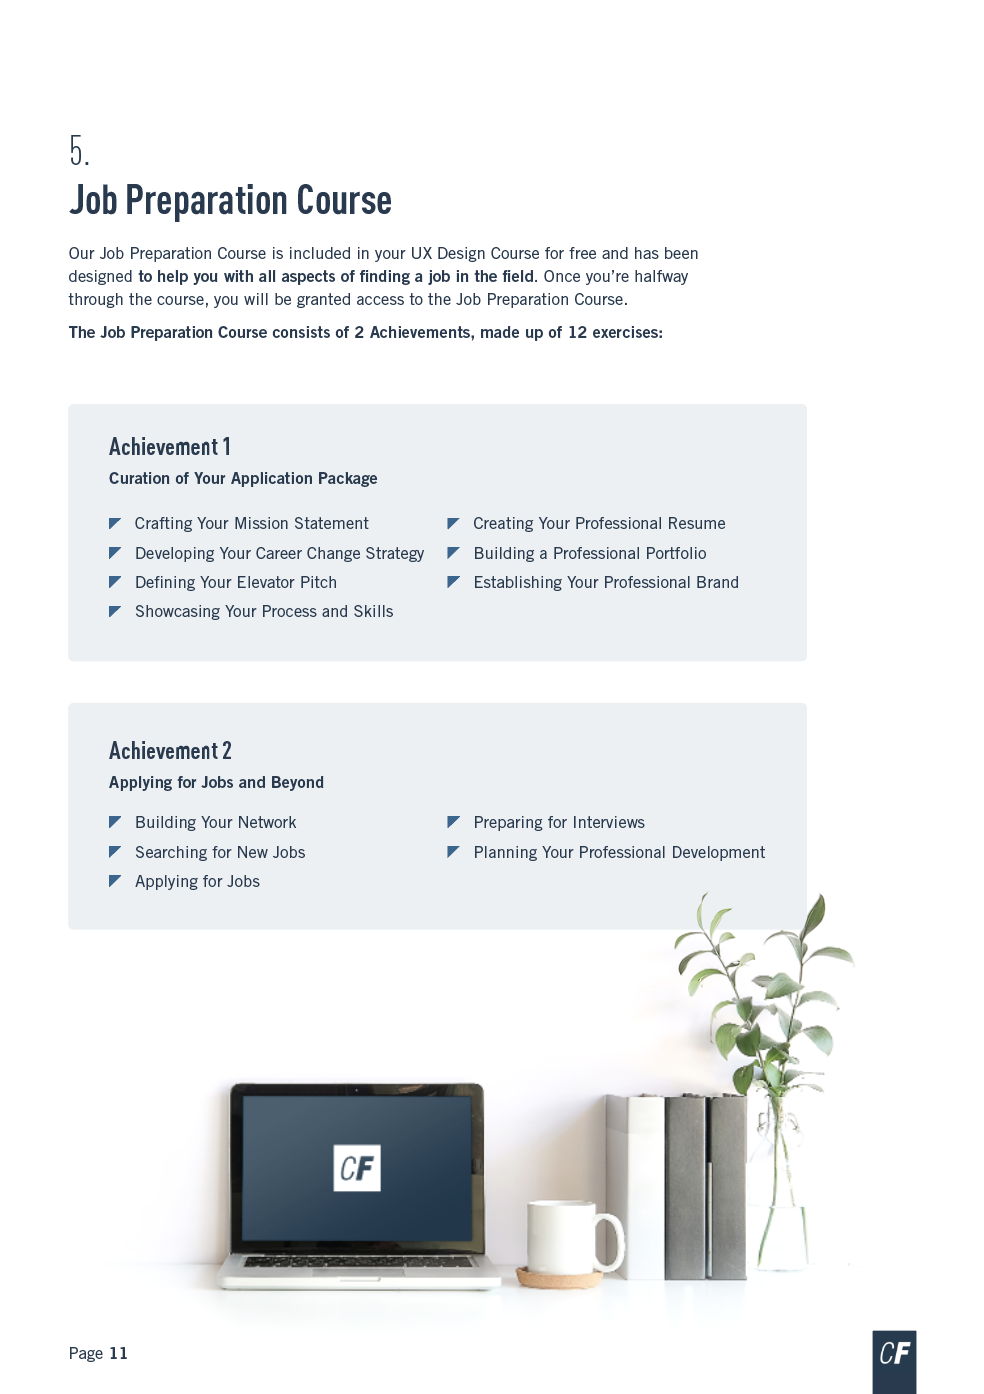 5.
Job Preparation Course
Our Job Preparation Course is included in your UX Design Course for free and has been
designed to help you with all aspects of finding a job in the field. Once you’re halfway
through the course, you will be granted access to the Job Preparation Course.
The Job Preparation Course consists of 2 Achievements, made up of 12 exercises:
Achievement 1
Curation of Your Application Package
Crafting Your Mission Statement
Developing Your Career Change Strategy
Defining Your Elevator Pitch
Showcasing Your Process and Skills
Creating Your Professional Resume
Building a Professional Portfolio
Establishing Your Professional Brand
Achievement 2
Applying for Jobs and Beyond
Building Your Network
Searching for New Jobs
Applying for Jobs
Preparing for Interviews
Planning Your Professional Development
CF
Page 11
CF